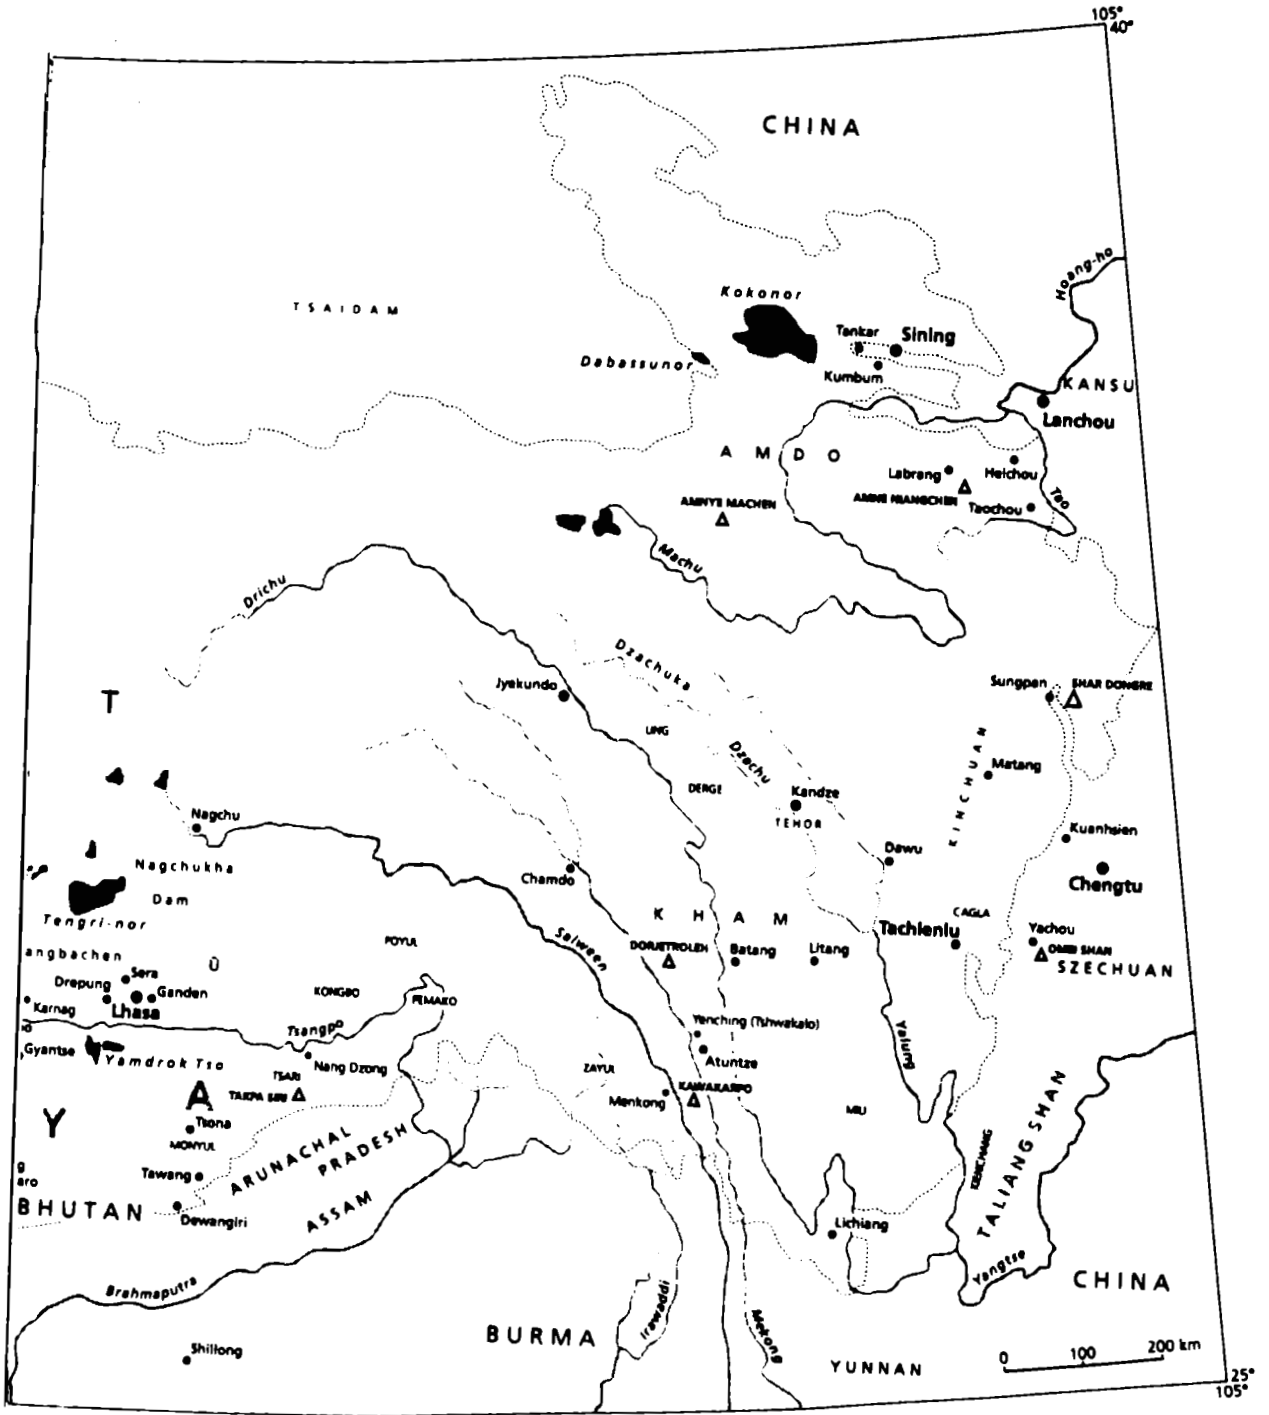 105°
40°
CHINA
Hoang-ho
Kokonor
TSAIDAM
Tankar
Sining
Dabassunor
Kumbum
KANSU
Lanchou
AMDO
Labrang
Heichou
AMNYE MACHEN
Taochou
Tao
Machu
Drichu
Dzachuka
Jyekundo
Sungpan
SHAR DONGRE
T
LING
Dzachu
KINCHUAN
Matang
DERGE
Kandze
TEHOR
Nagchu
Kuanhsien
Dawu
Nagchukha
Chamdo
Chengtu
Dam
Tengri-nor
KHAM
CAGLA
Tachienlu
Yachou
POYUL
Salween
DORJETROLEH
Batang
Litang
OMEI SHAN
angbachen
Ü
SZECHUAN
Sera
Drepung
Ganden
KONGBO
PEMAKO
Karnag
Lhasa
Tsangpo
Yenching (Tshwakalo)
Gyantse
Yamdrok Tso
Nang Dzong
Atuntze
Yalung
TSARI
ZAYUL
KAWAKARPO
A
Menkong
MILI
Y
Tsona
MONYUL
ARUNACHAL
PRADESH
TALIANG SHAN
g
aro
Tawang
BHUTAN
Dewangiri
ASSAM
Lichiang
Brahmaputra
Yangtse
CHINA
Irawaddi
Mekong
BURMA
Shillong
YUNNAN
0 100 200 km
25°
105°